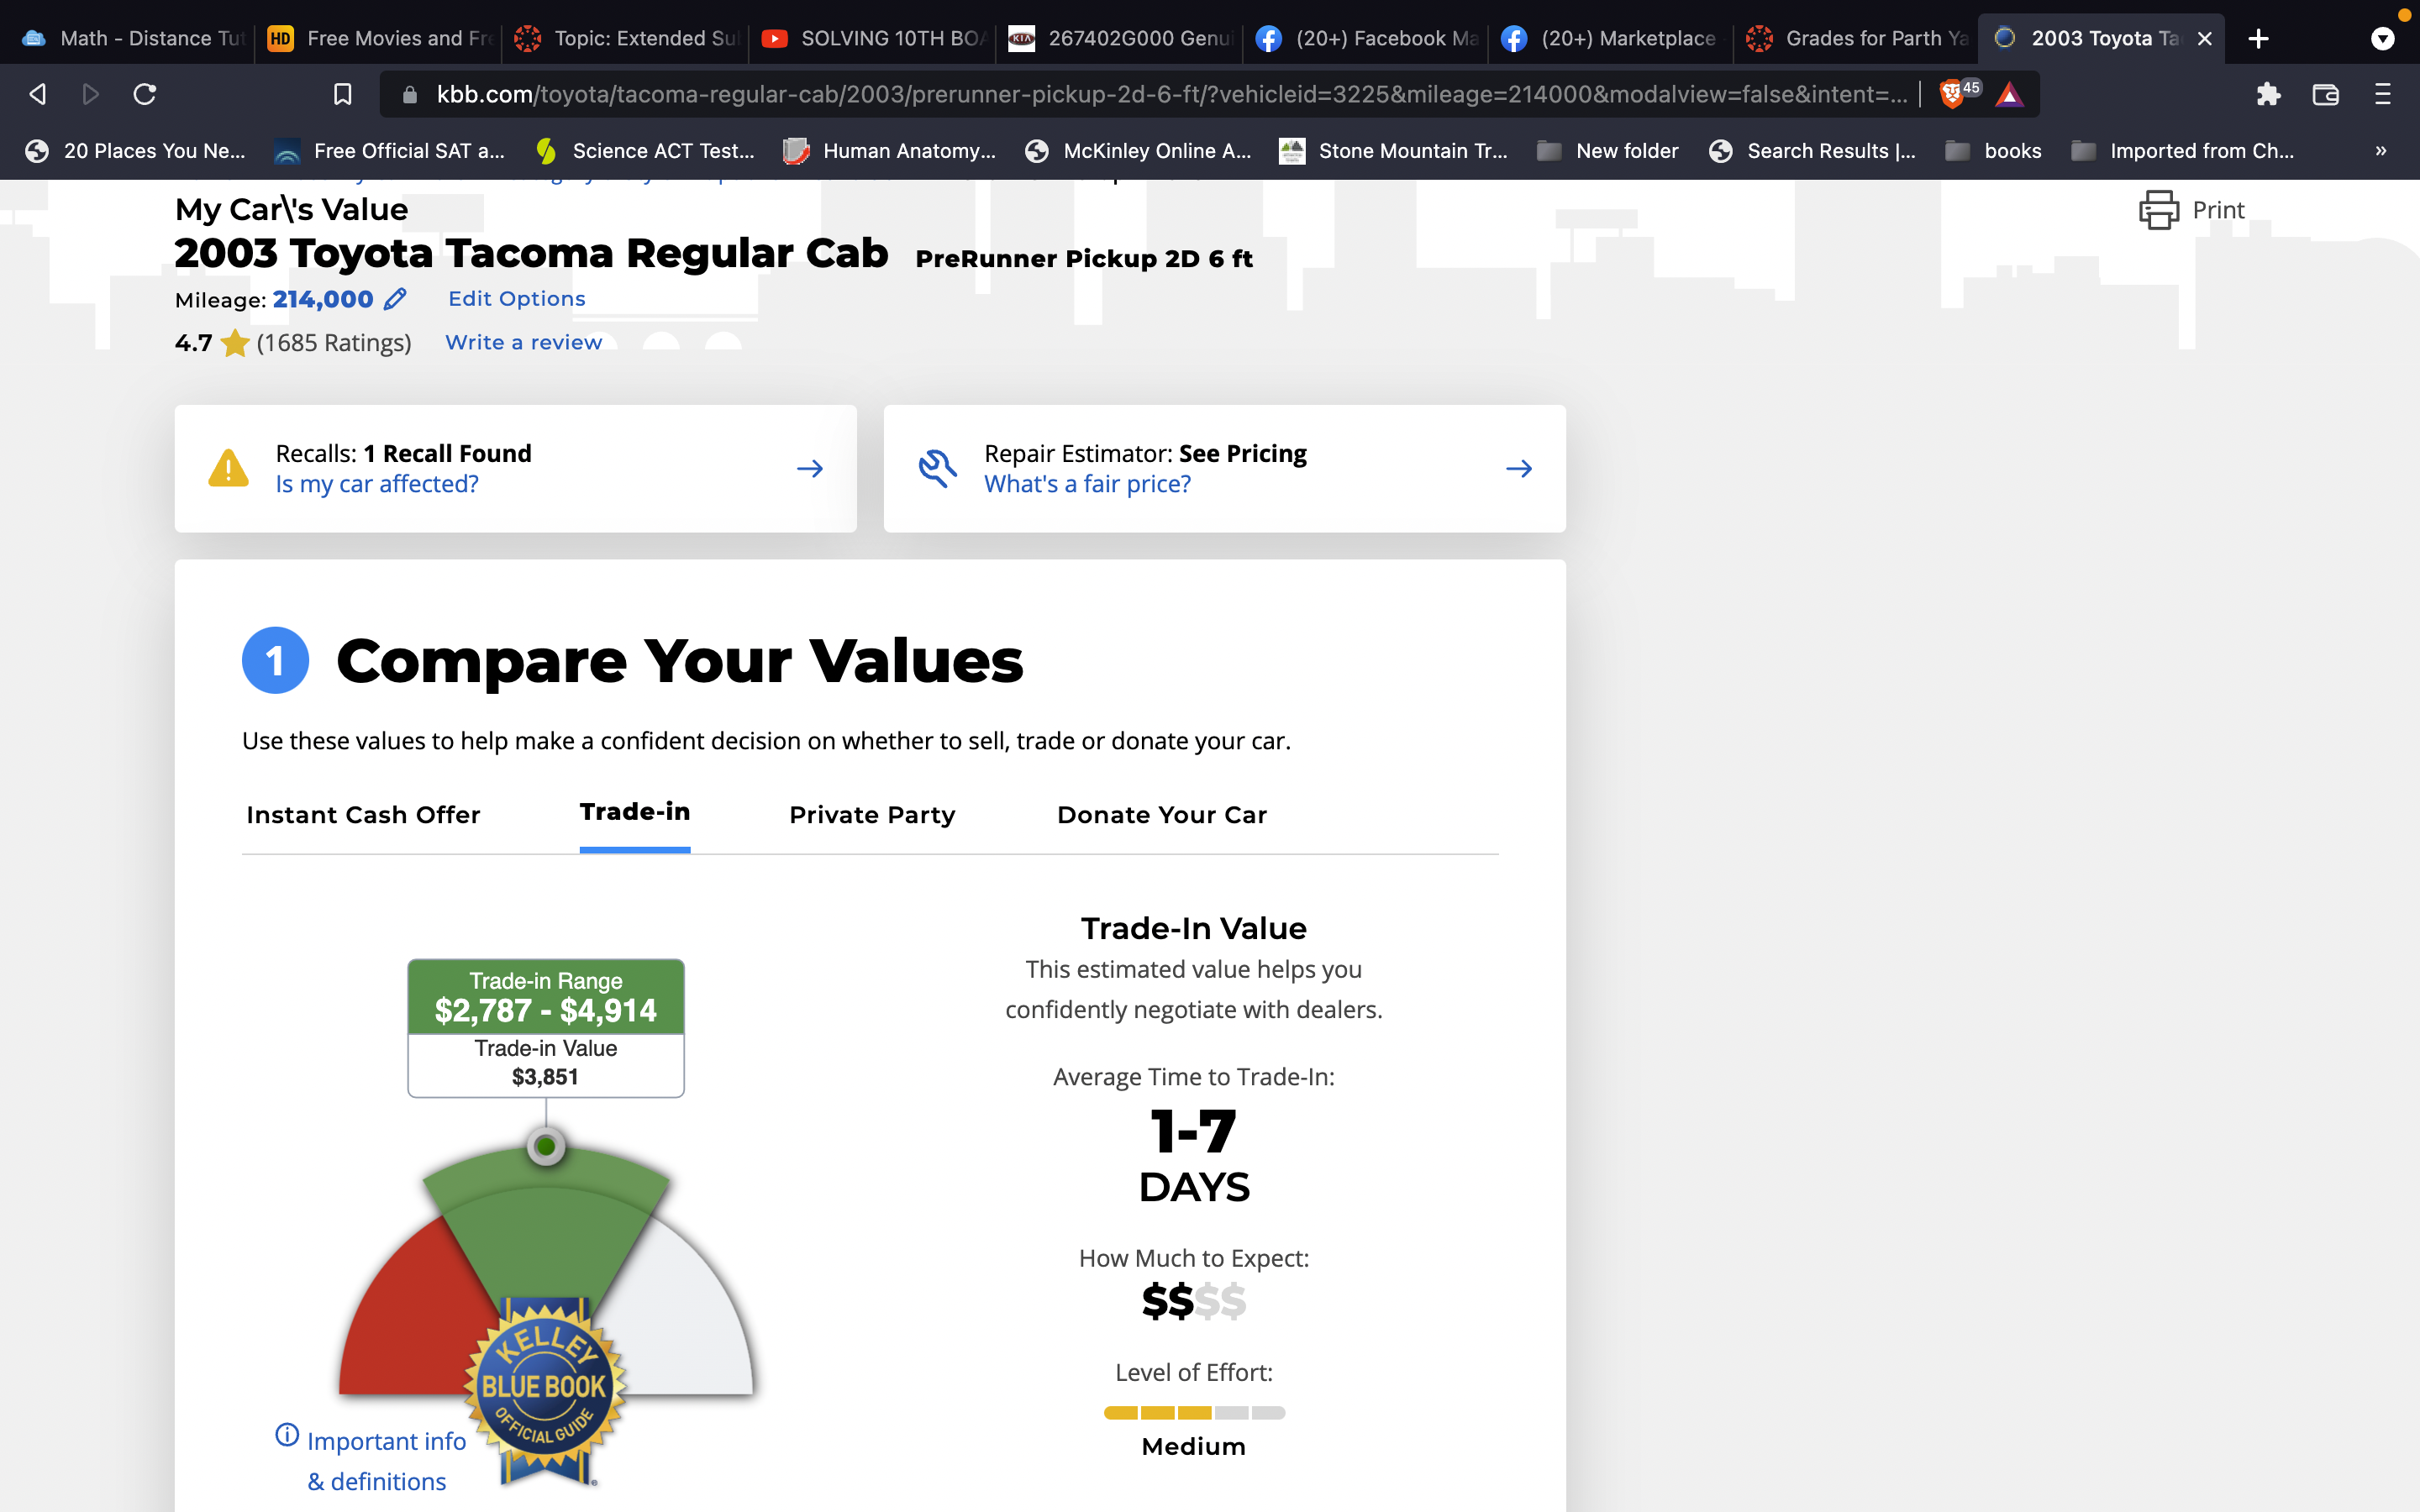 Math - Distance Tut
HD Free Movies and Fre
Topic: Extended Su
SOLVING 10TH BOA
KIA 267402G000 Genui
(20+) Facebook Ma
(20+) Marketplace
Grades for Parth Ya
2003 Toyota Ta
kbb.com/toyota/tacoma-regular-cab/2003/prerunner-pickup-2d-6-ft/?vehicleid=3225&mileage=214000&modalview=false&intent=...
45
20 Places You Ne...
Free Official SAT a...
Science ACT Test...
Human Anatomy...
McKinley Online A...
Stone Mountain Tr...
New folder
Search Results |...
books
Imported from Ch...
»
My Car\'s Value
Print
2003 Toyota Tacoma Regular Cab PreRunner Pickup 2D 6 ft
Mileage: 214,000 Edit Options
4.7 (1685 Ratings) Write a review
Recalls: 1 Recall Found
Is my car affected?
Repair Estimator: See Pricing
What's a fair price?
1 Compare Your Values
Use these values to help make a confident decision on whether to sell, trade or donate your car.
Instant Cash Offer Trade-in Private Party Donate Your Car
Trade-in Range
$2,787 - $4,914
Trade-in Value
$3,851
KELLEY
BLUE BOOK
OFFICIAL GUIDE
Important info
& definitions
Trade-In Value
This estimated value helps you
confidently negotiate with dealers.
Average Time to Trade-In:
1-7
DAYS
How Much to Expect:
$$$$
Level of Effort:
Medium